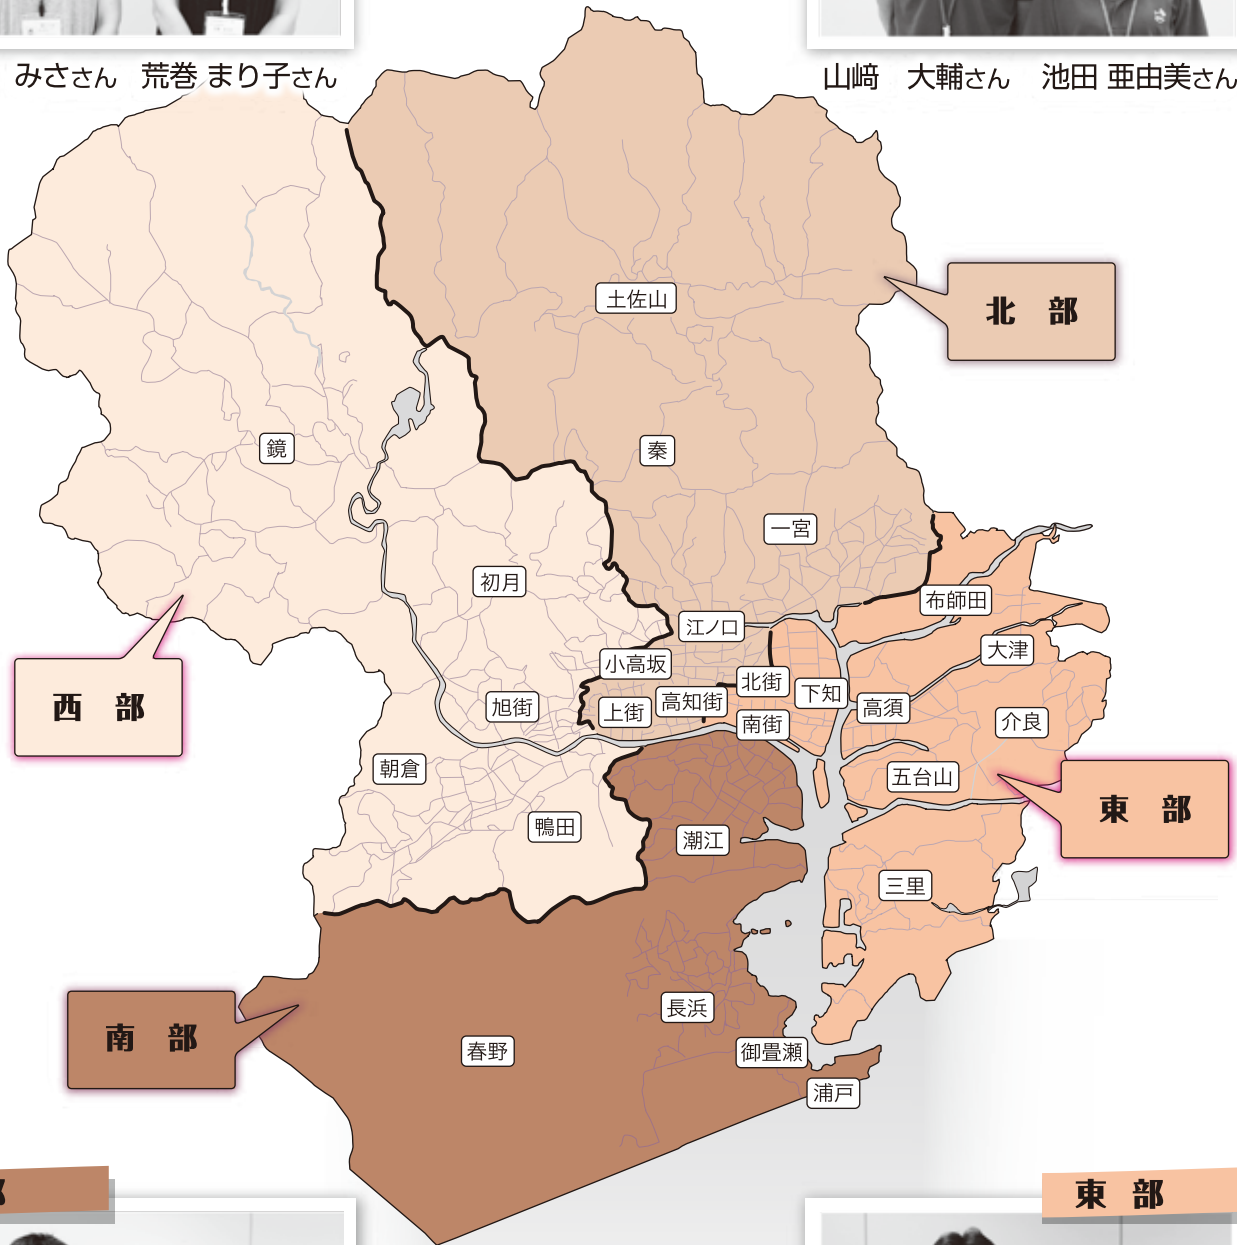 みささん　荒巻 まり子さん
山﨑　大輔さん　池田 亜由美さん
土佐山
北　部
鏡
秦
一宮
初月
布師田
江ノ口
大津
小高坂
西　部
北街
下知
高知街
旭街
上街
高須
南街
介良
朝倉
五台山
東　部
鴨田
潮江
三里
長浜
南　部
春野
御畳瀬
浦戸
部
東　部